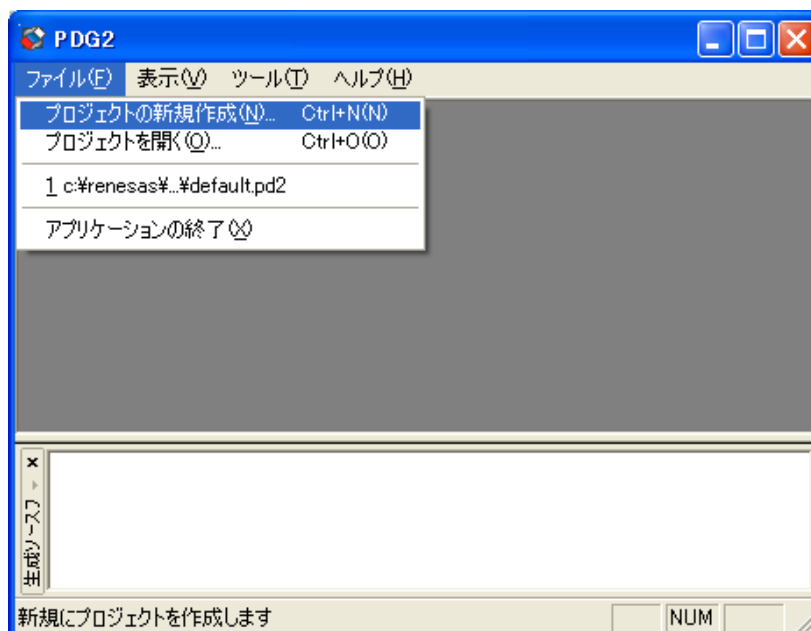 PDG2
ファイル(F) 表示(V) ツール(T) ヘルプ(H)
プロジェクトの新規作成(N)... Ctrl+N(N)
プロジェクトを開く(O)... Ctrl+O(O)
1 c:¥renesas¥...¥default.pd2
アプリケーションの終了(X)
生成ソースフ
新規にプロジェクトを作成します NUM